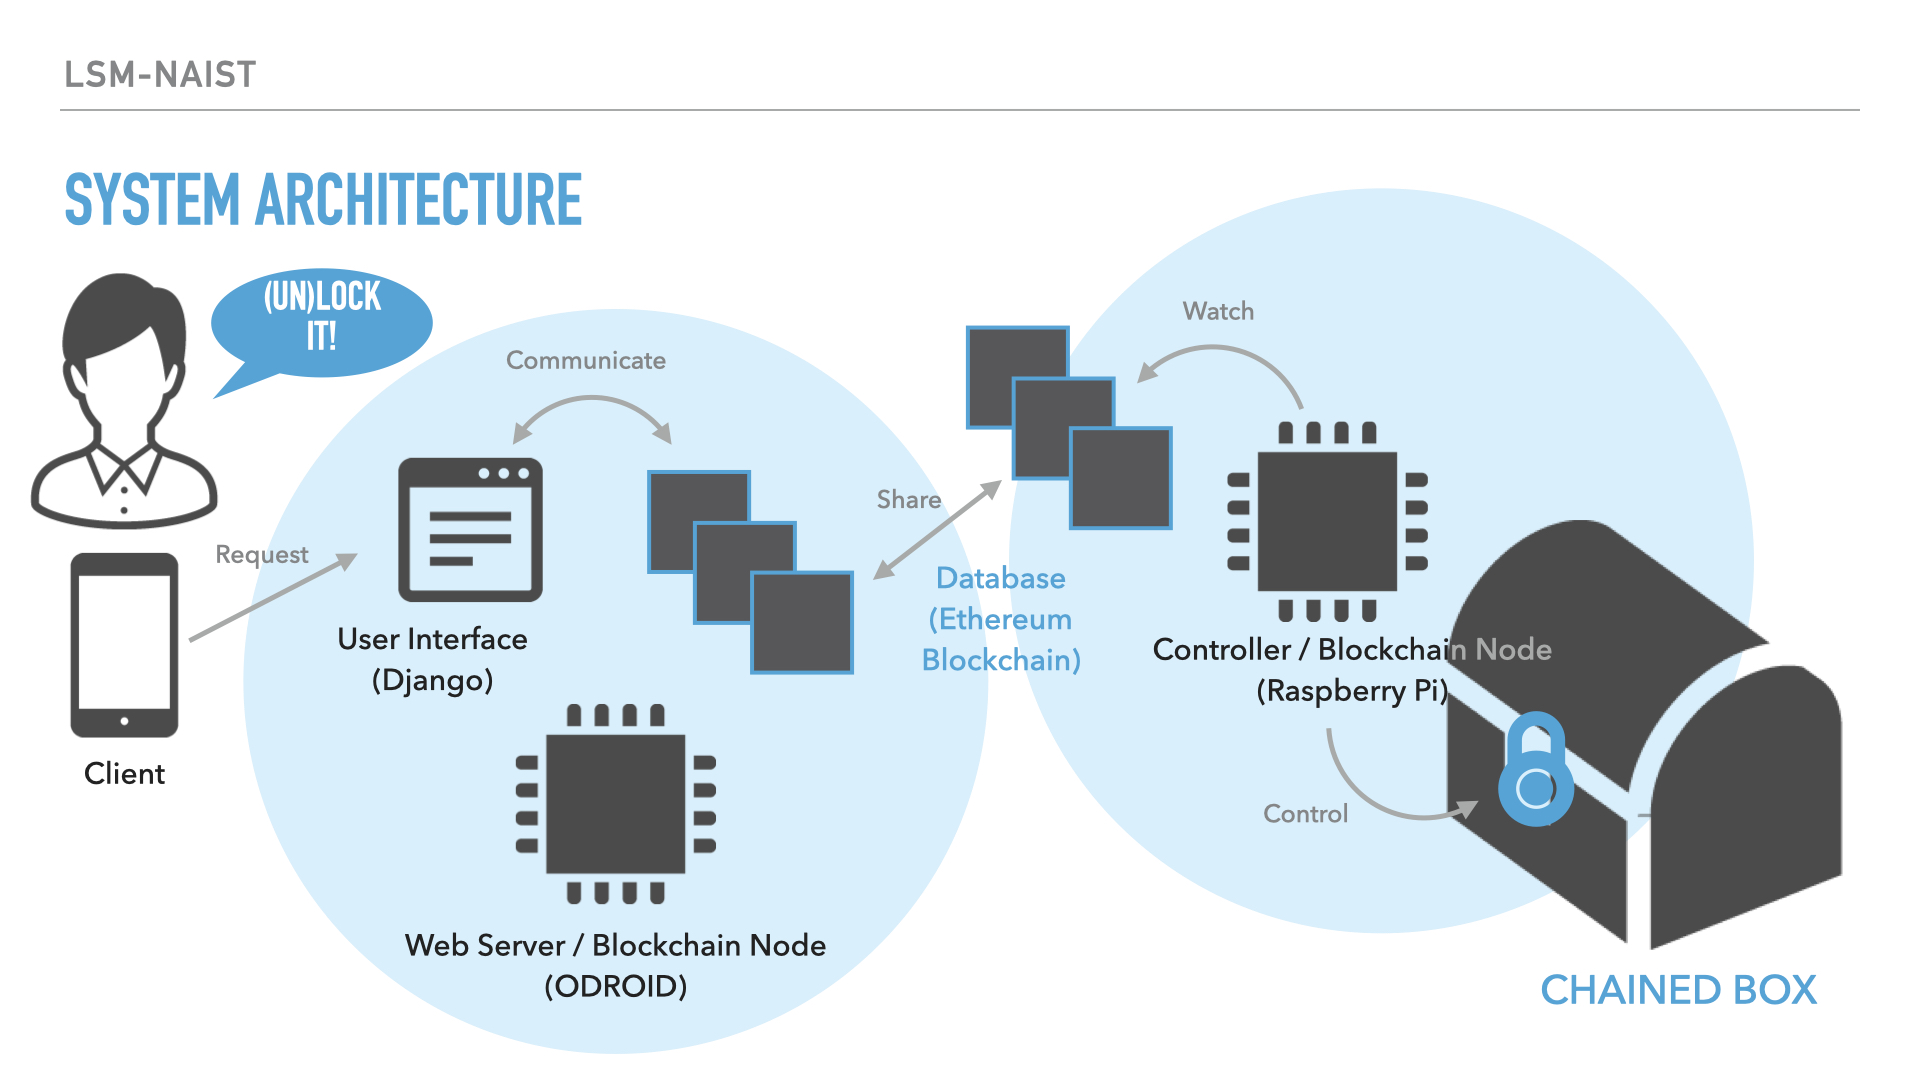 LSM-NAIST
SYSTEM ARCHITECTURE
(UN)LOCK
IT!
Communicate
Watch
Share
Request
User Interface
(Django)
Database
(Ethereum
Blockchain)
Controller / Blockchain Node
(Raspberry Pi)
Client
Control
Web Server / Blockchain Node
(ODROID)
CHAINED BOX